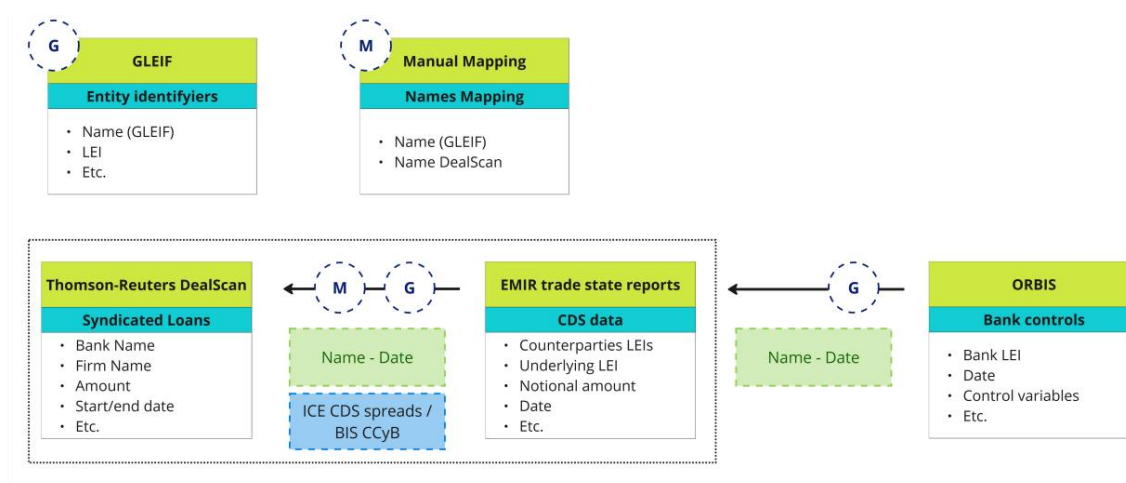 G
GLEIF
Entity identifyiers
• Name (GLEIF)
• LEI
• Etc.
M
Manual Mapping
Names Mapping
• Name (GLEIF)
• Name DealScan
Thomson-Reuters DealScan
Syndicated Loans
• Bank Name
• Firm Name
• Amount
• Start/end date
• Etc.
M
G
Name - Date
ICE CDS spreads /
BIS CCyB
EMIR trade state reports
CDS data
• Counterparties LEIs
• Underlying LEI
• Notional amount
• Date
• Etc.
G
Name - Date
ORBIS
Bank controls
• Bank LEI
• Date
• Control variables
• Etc.